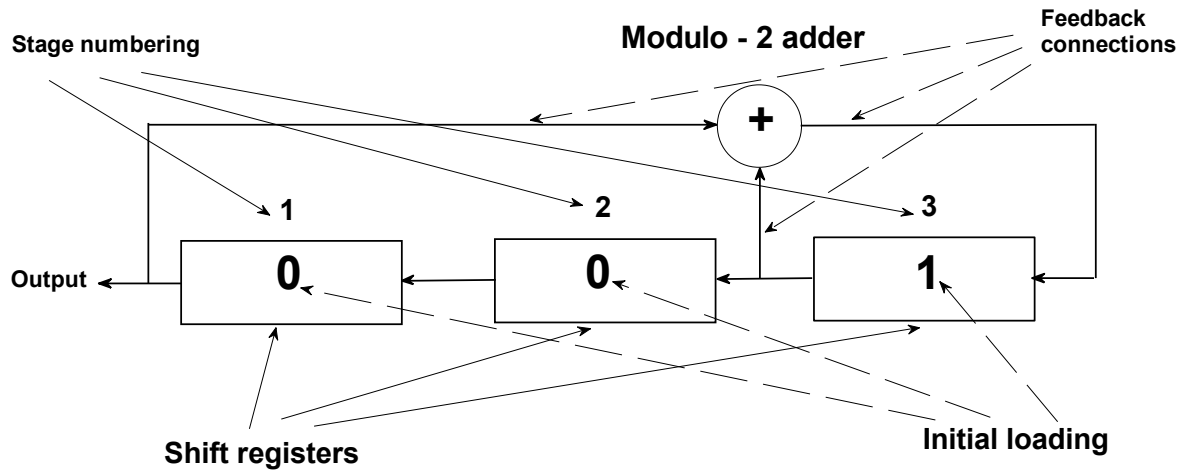 Stage numbering
Modulo - 2 adder
Feedback
connections
+
1
2
3
Output
0
0
1
Shift registers
Initial loading